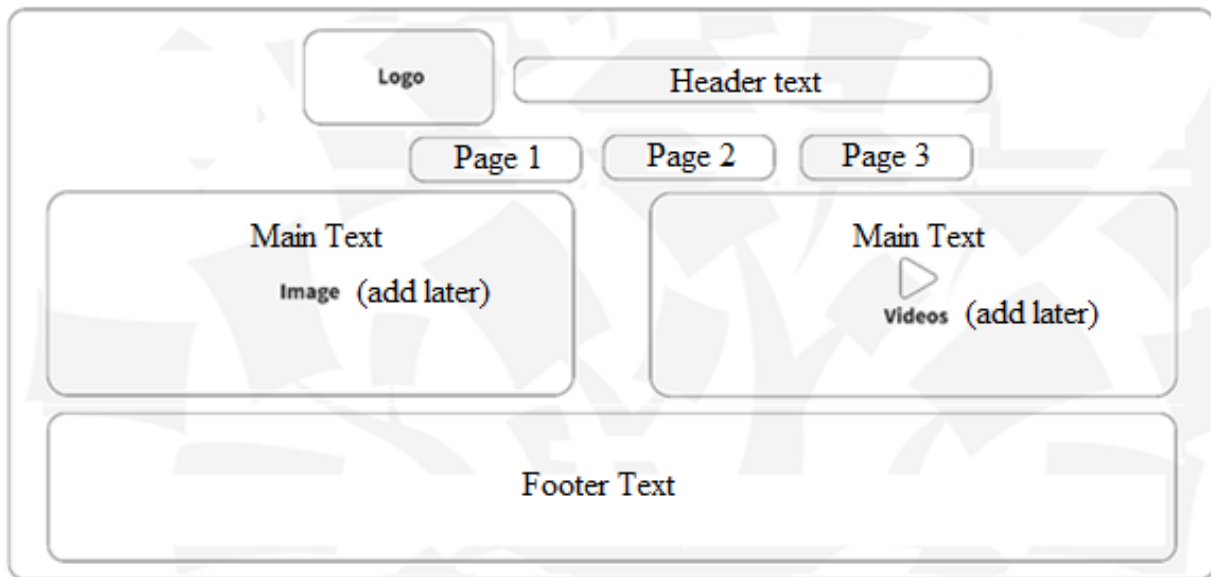 Logo
Header text
Page 1 Page 2 Page 3
Main Text
Image (add later)
Main Text
Videos (add later)
Footer Text